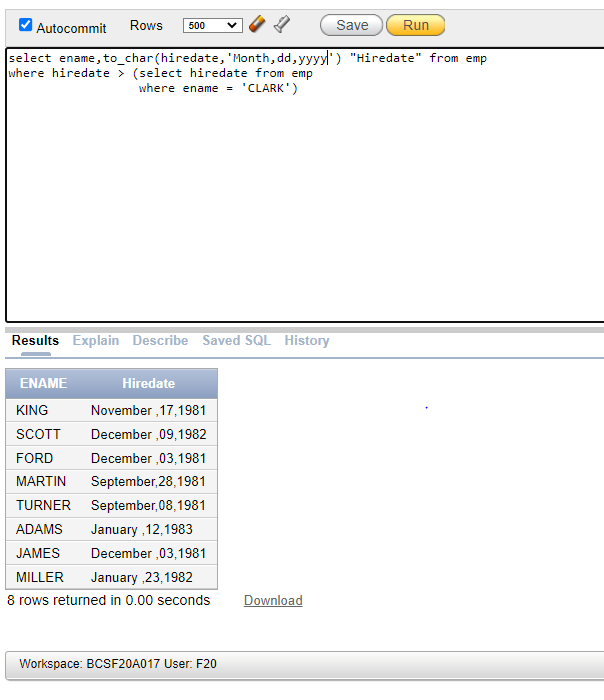 Autocommit Rows 500 Save Run
select ename,to_char(hiredate,'Month,dd,yyyy') "Hiredate" from emp
where hiredate > (select hiredate from emp
where ename = 'CLARK')
Results Explain Describe Saved SQL History
ENAME Hiredate
KING November ,17,1981
SCOTT December ,09,1982
FORD December ,03,1981
MARTIN September,28,1981
TURNER September,08,1981
ADAMS January ,12,1983
JAMES December ,03,1981
MILLER January ,23,1982
8 rows returned in 0.00 seconds Download
Workspace: BCSF20A017 User: F20